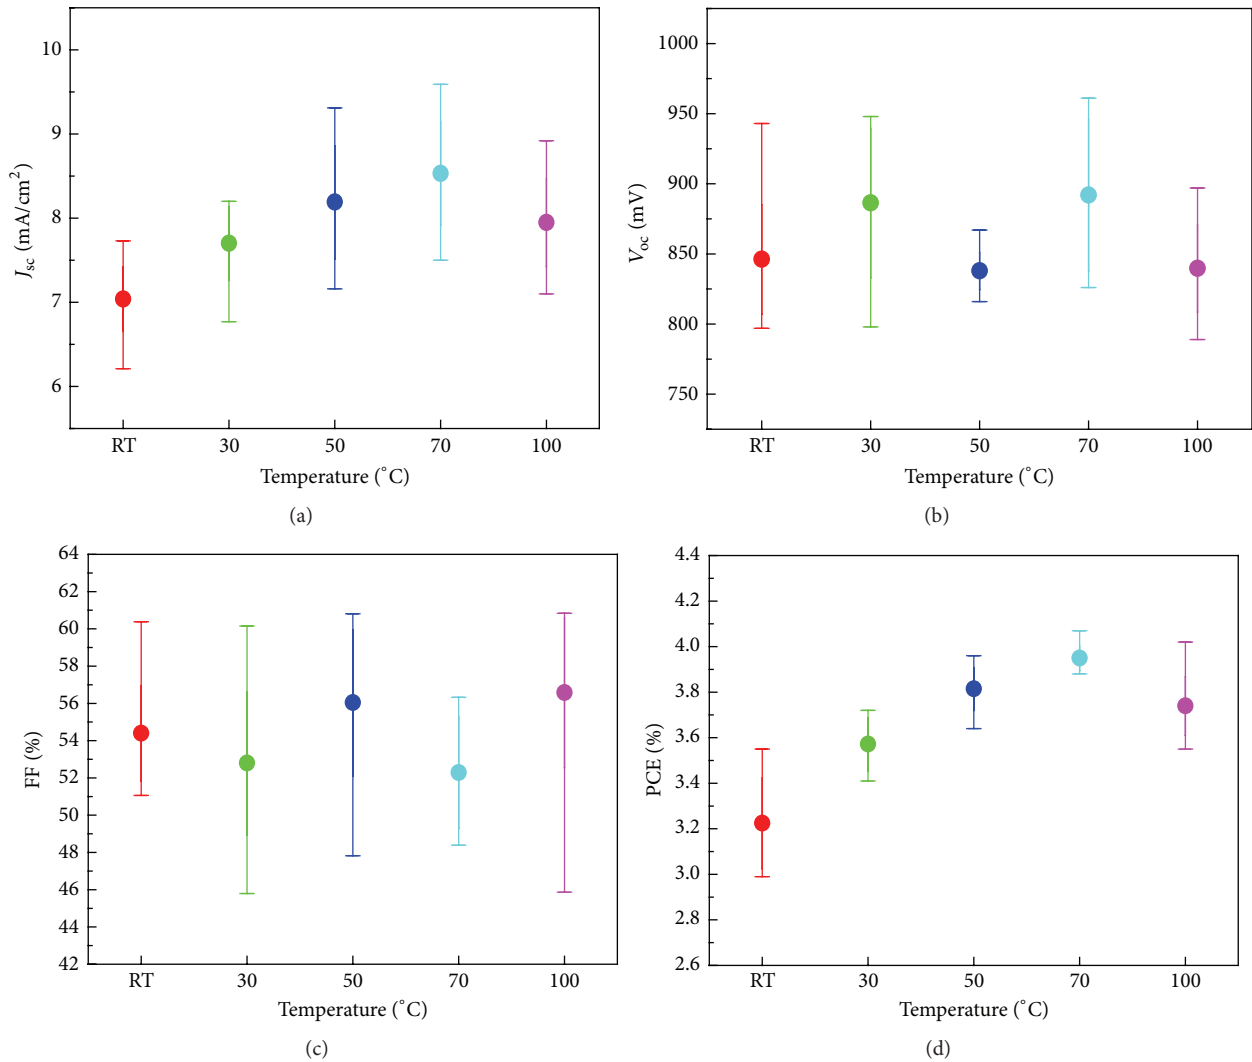 10
9
8
7
6
J_sc (mA/cm²)
RT 30 50 70 100
Temperature (°C)
(a)
1000
950
900
850
800
750
V_oc (mV)
RT 30 50 70 100
Temperature (°C)
(b)
64
62
60
58
56
54
52
50
48
46
44
42
FF (%)
RT 30 50 70 100
Temperature (°C)
(c)
4.4
4.2
4.0
3.8
3.6
3.4
3.2
3.0
2.8
2.6
PCE (%)
RT 30 50 70 100
Temperature (°C)
(d)